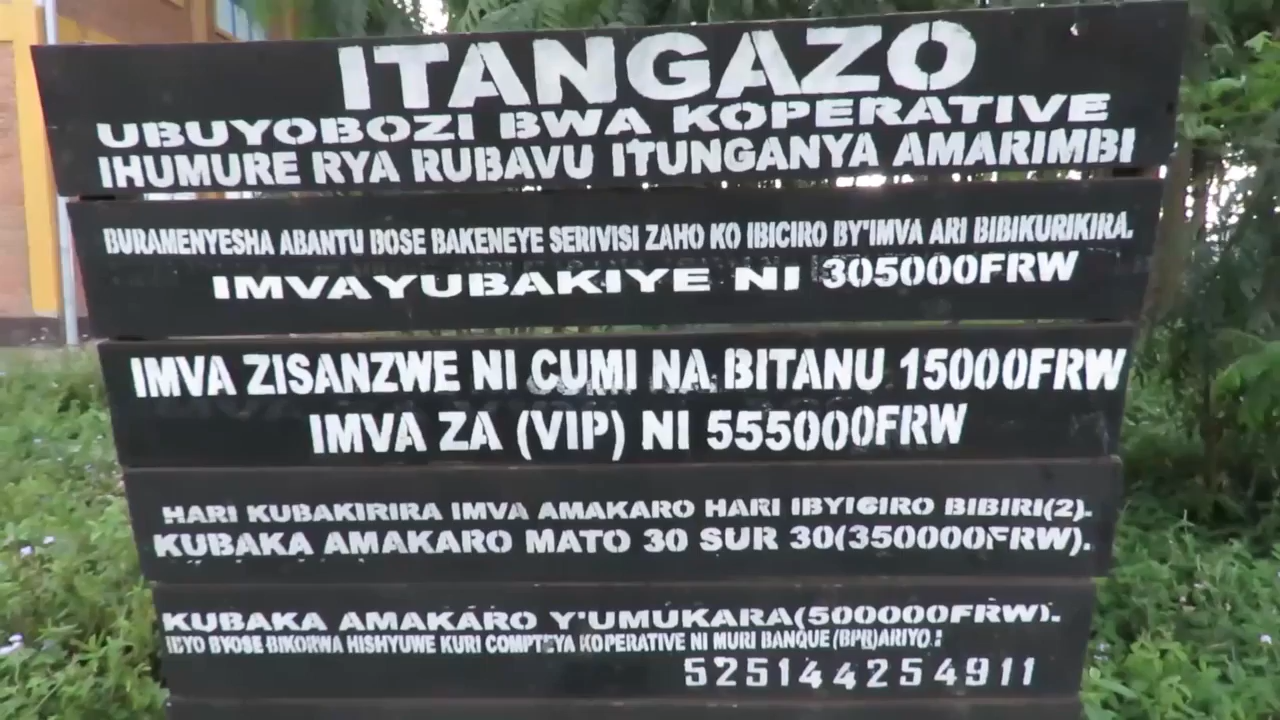 ITANGAZO
UBUYOBOZI BWA KOPERATIVE
IHUMURE RYA RUBAVU ITUNGANYA AMARIMBI
BURAMENYESHA ABANTU BOSE BAKENEYE SERIVISI ZAHO KO IBICIRO BY'IMVA ARI BIBIKURIKIRA.
IMVAYUBAKIYE NI 305000FRW
IMVA ZISANZWE NI CUMI NA BITANU 15000FRW
IMVA ZA (VIP) NI 555000FRW
HARI KUBAKIRIRA IMVA AMAKARO HARI IBYICIRO BIBIRI(2).
KUBAKA AMAKARO MATO 30 SUR 30(350000FRW).
KUBAKA AMAKARO Y'UMUKARA(500000FRW).
IBYO BYOSE BIKORWA HISHYUWE KURI COMPTEYA KOPERATIVE NI MURI BANQUE (BPR)ARIYO:
525144254911